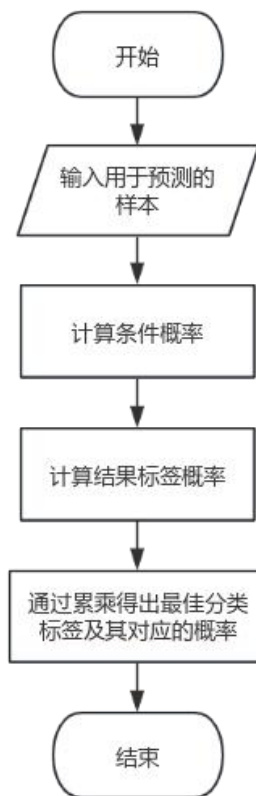 开始
输入用于预测的
样本
计算条件概率
计算结果标签概率
通过累乘得出最佳分类
标签及其对应的概率
结束